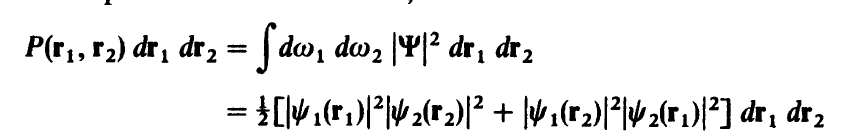 P(r₁, r₂) dr₁ dr₂ = ∫ dω₁ dω₂ |Ψ|² dr₁ dr₂
= ½[|ψ₁(r₁)|²|ψ₂(r₂)|² + |ψ₁(r₂)|²|ψ₂(r₁)|²] dr₁ dr₂